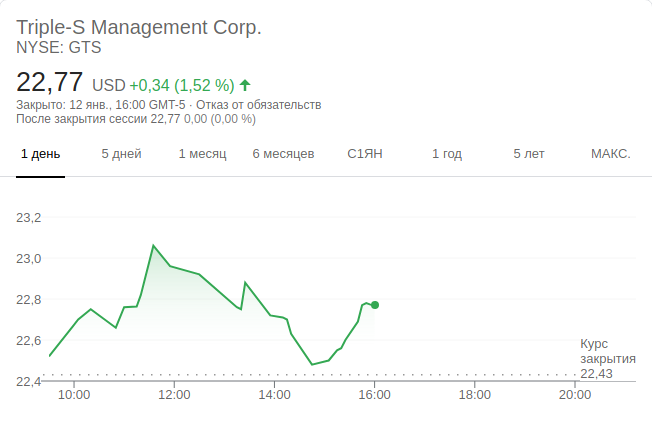 Triple-S Management Corp.
NYSE: GTS
22,77 USD +0,34 (1,52 %)
Закрыто: 12 янв., 16:00 GMT-5 · Отказ от обязательств
После закрытия сессии 22,77 0,00 (0,00 %)
1 день 5 дней 1 месяц 6 месяцев С1ЯН 1 год 5 лет МАКС.
23,2
23,0
22,8
22,6
22,4
Курс
закрытия
22,43
10:00 12:00 14:00 16:00 18:00 20:00